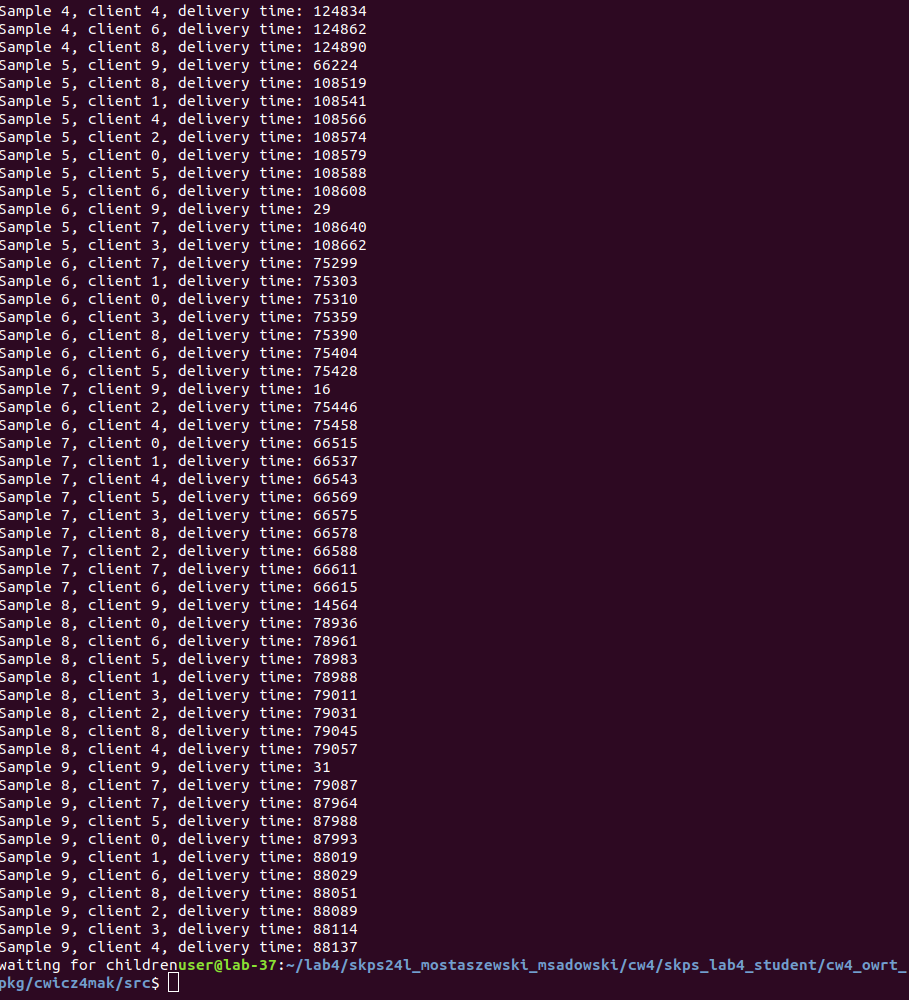 Sample 4, client 4, delivery time: 124834
Sample 4, client 6, delivery time: 124862
Sample 4, client 8, delivery time: 124890
Sample 5, client 9, delivery time: 66224
Sample 5, client 8, delivery time: 108519
Sample 5, client 1, delivery time: 108541
Sample 5, client 4, delivery time: 108566
Sample 5, client 2, delivery time: 108574
Sample 5, client 0, delivery time: 108579
Sample 5, client 5, delivery time: 108588
Sample 5, client 6, delivery time: 108608
Sample 6, client 9, delivery time: 29
Sample 5, client 7, delivery time: 108640
Sample 5, client 3, delivery time: 108662
Sample 6, client 7, delivery time: 75299
Sample 6, client 1, delivery time: 75303
Sample 6, client 0, delivery time: 75310
Sample 6, client 3, delivery time: 75359
Sample 6, client 8, delivery time: 75390
Sample 6, client 6, delivery time: 75404
Sample 6, client 5, delivery time: 75428
Sample 7, client 9, delivery time: 16
Sample 6, client 2, delivery time: 75446
Sample 6, client 4, delivery time: 75458
Sample 7, client 0, delivery time: 66515
Sample 7, client 1, delivery time: 66537
Sample 7, client 4, delivery time: 66543
Sample 7, client 5, delivery time: 66569
Sample 7, client 3, delivery time: 66575
Sample 7, client 8, delivery time: 66578
Sample 7, client 2, delivery time: 66588
Sample 7, client 7, delivery time: 66611
Sample 7, client 6, delivery time: 66615
Sample 8, client 9, delivery time: 14564
Sample 8, client 0, delivery time: 78936
Sample 8, client 6, delivery time: 78961
Sample 8, client 5, delivery time: 78983
Sample 8, client 1, delivery time: 78988
Sample 8, client 3, delivery time: 79011
Sample 8, client 2, delivery time: 79031
Sample 8, client 8, delivery time: 79045
Sample 8, client 4, delivery time: 79057
Sample 9, client 9, delivery time: 31
Sample 8, client 7, delivery time: 79087
Sample 9, client 7, delivery time: 87964
Sample 9, client 5, delivery time: 87988
Sample 9, client 0, delivery time: 87993
Sample 9, client 1, delivery time: 88019
Sample 9, client 6, delivery time: 88029
Sample 9, client 8, delivery time: 88051
Sample 9, client 2, delivery time: 88089
Sample 9, client 3, delivery time: 88114
Sample 9, client 4, delivery time: 88137
waiting for childrenuser@lab-37:~/lab4/skps24l_mostaszewski_msadowski/cw4/skps_lab4_student/cw4_owrt_
pkg/cwicz4mak/src$